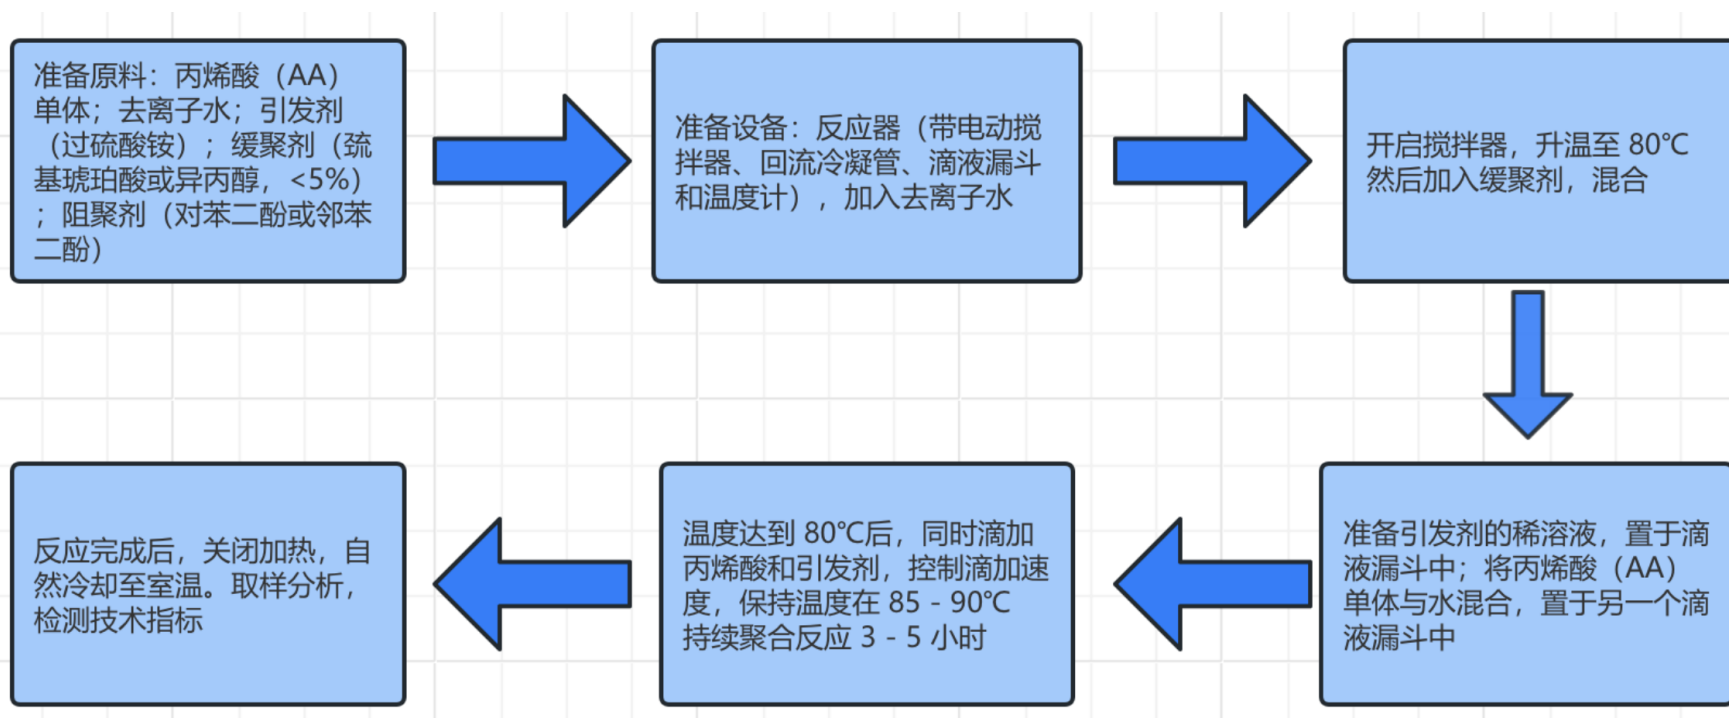 准备原料：丙烯酸（AA）
单体；去离子水；引发剂
（过硫酸铵）；缓聚剂（巯
基琥珀酸或异丙醇，<5%）
；阻聚剂（对苯二酚或邻苯
二酚）
准备设备：反应器（带电动搅
拌器、回流冷凝管、滴液漏斗
和温度计），加入去离子水
开启搅拌器，升温至 80℃
然后加入缓聚剂，混合
准备引发剂的稀溶液，置于滴
液漏斗中；将丙烯酸（AA）
单体与水混合，置于另一个滴
液漏斗中
温度达到 80℃后，同时滴加
丙烯酸和引发剂，控制滴加速
度，保持温度在 85 - 90℃
持续聚合反应 3 - 5 小时
反应完成后，关闭加热，自
然冷却至室温。取样分析，
检测技术指标